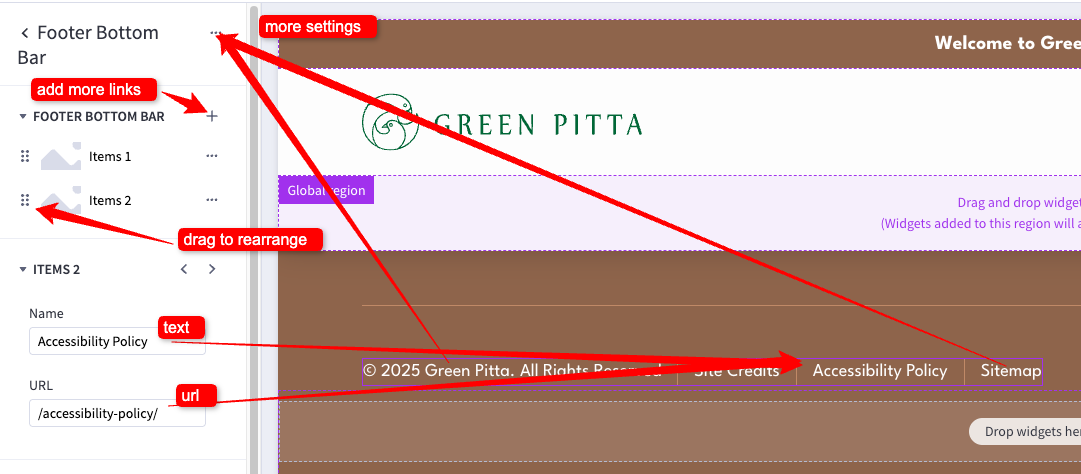 Footer Bottom
Bar
more settings
add more links
FOOTER BOTTOM BAR
Items 1
Items 2
drag to rearrange
ITEMS 2
Name
text
Accessibility Policy
URL
url
/accessibility-policy/
Welcome to Gree
GREEN PITTA
Global region
Drag and drop widget
(Widgets added to this region will a
© 2025 Green Pitta. All Rights Reserved
Site Credits
Accessibility Policy
Sitemap
Drop widgets her